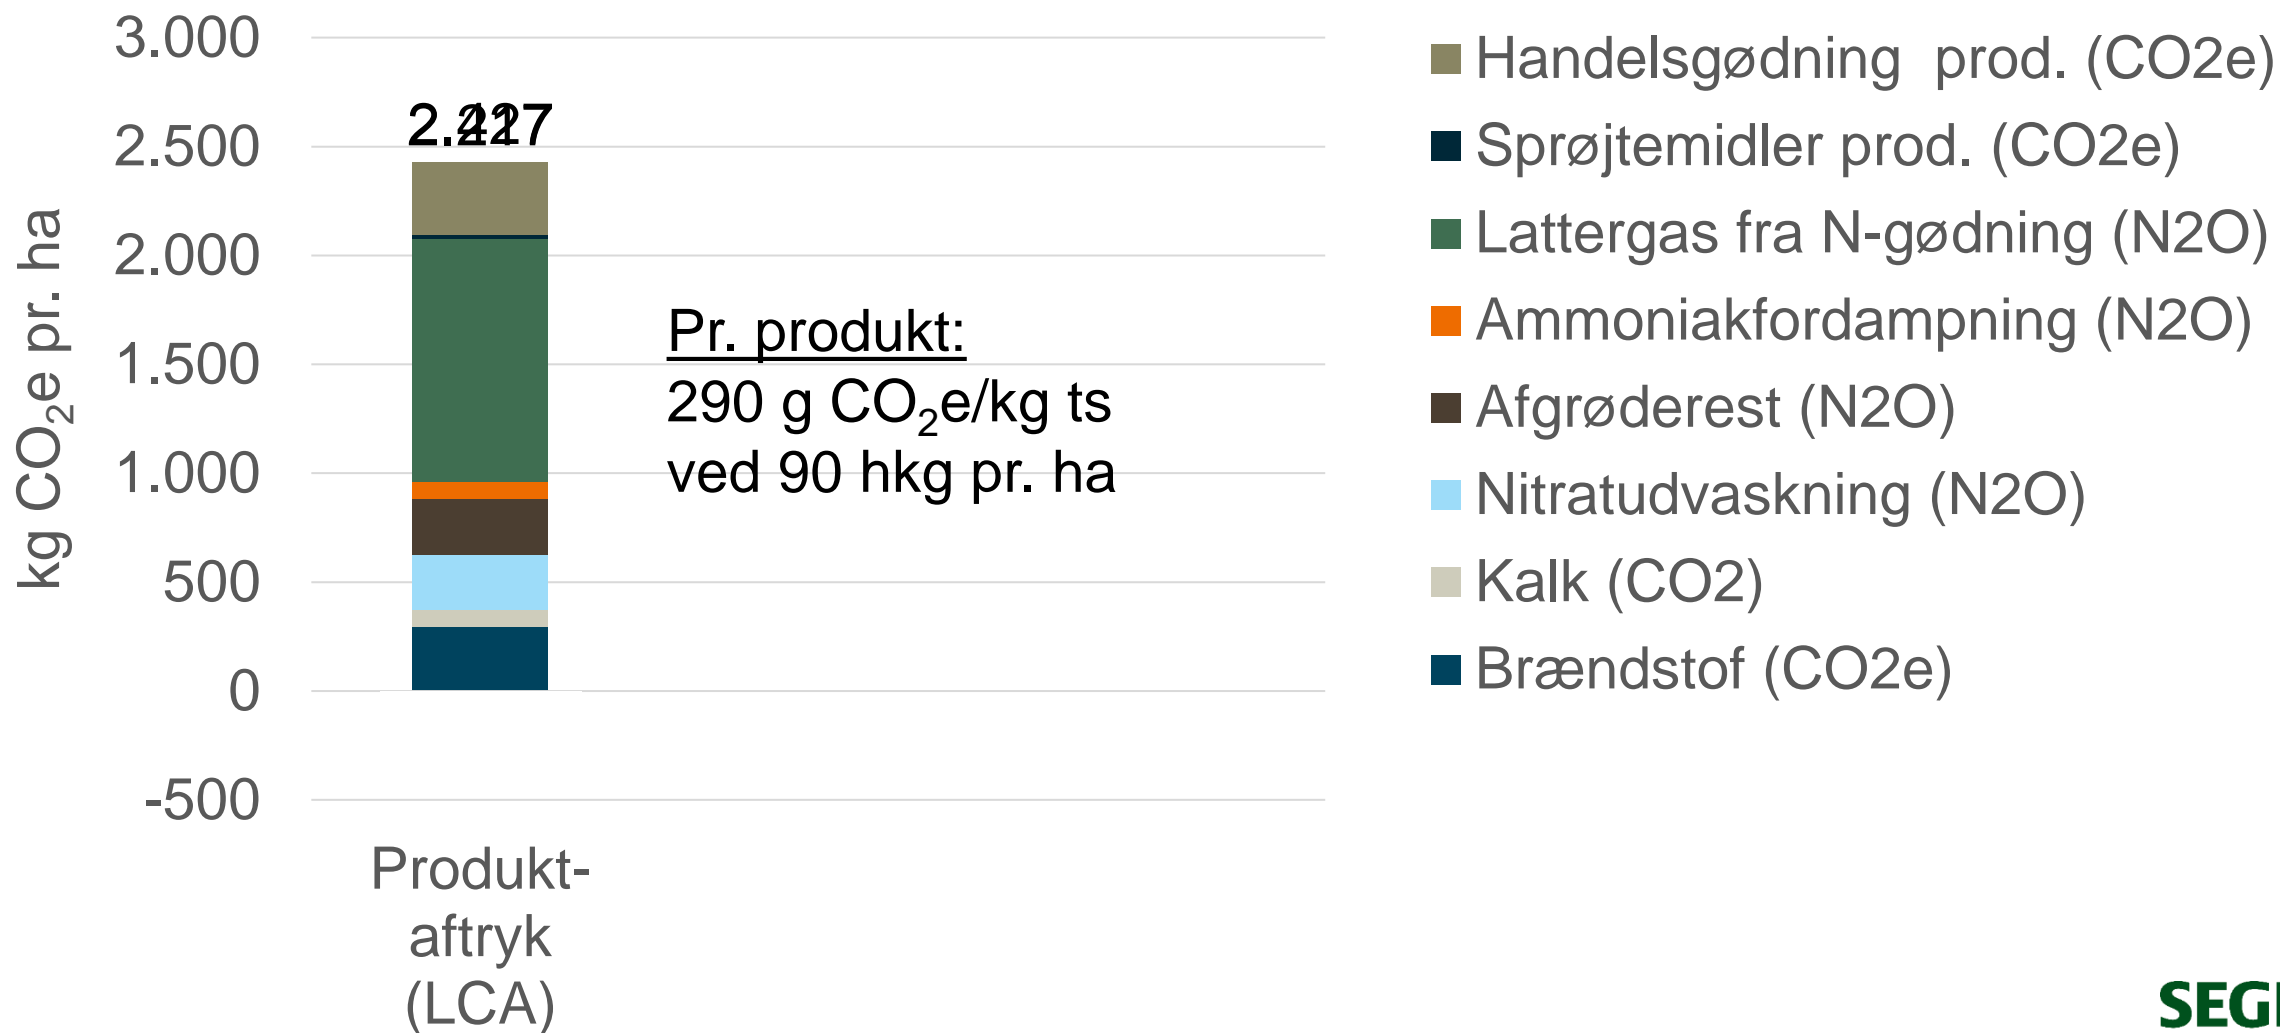 3.000
2.500
2.000
1.500
1.000
500
0
-500
kg CO₂e pr. ha
Pr. produkt:
290 g CO₂e/kg ts
ved 90 hkg pr. ha
Produkt-
aftryk
(LCA)
Handelsgødning  prod. (CO2e)
Sprøjtemidler prod. (CO2e)
Lattergas fra N-gødning (N2O)
Ammoniakfordampning (N2O)
Afgrøderest (N2O)
Nitratudvaskning (N2O)
Kalk (CO2)
Brændstof (CO2e)